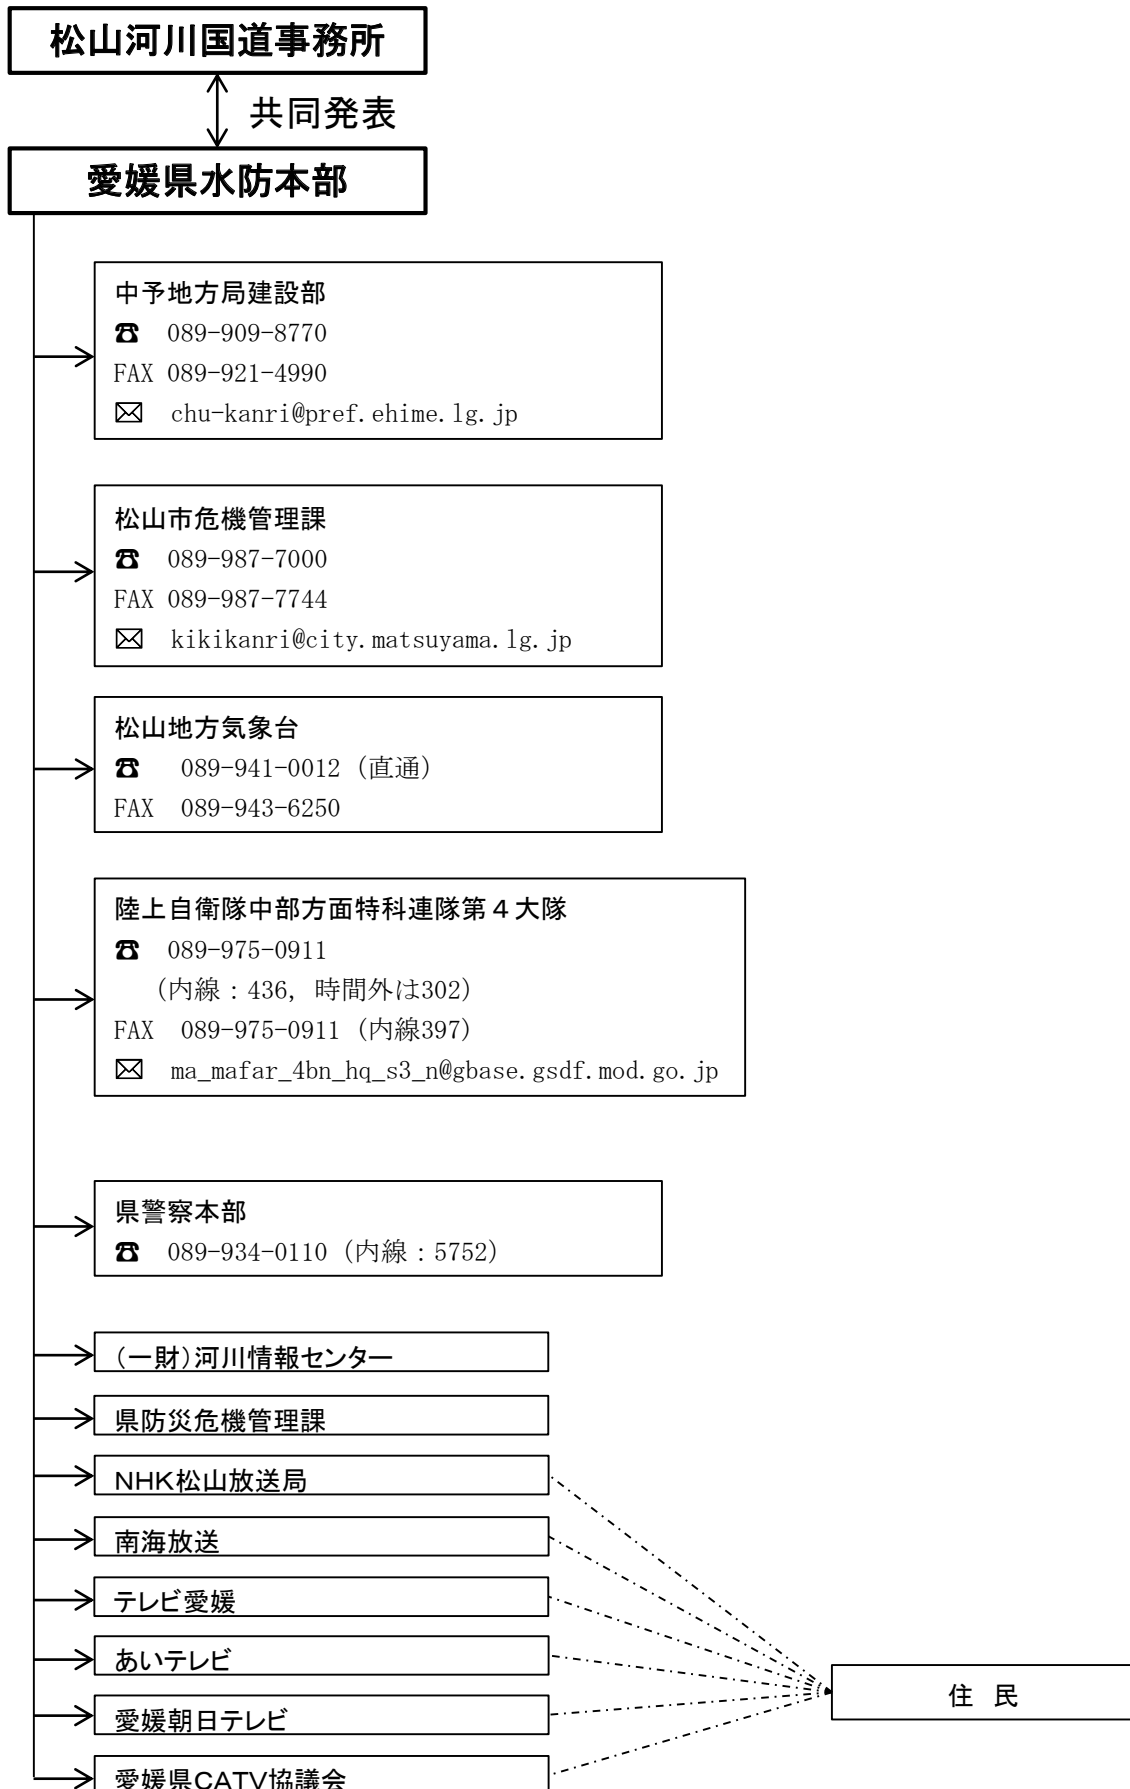 松山河川国道事務所
共同発表
愛媛県水防本部
中予地方局建設部
☎ 089-909-8770
FAX 089-921-4990
✉ chu-kanri@pref.ehime.lg.jp
松山市危機管理課
☎ 089-987-7000
FAX 089-987-7744
✉ kikikanri@city.matsuyama.lg.jp
松山地方気象台
☎ 089-941-0012（直通）
FAX 089-943-6250
陸上自衛隊中部方面特科連隊第４大隊
☎ 089-975-0911
（内線：436，時間外は302）
FAX 089-975-0911（内線397）
✉ ma_mafar_4bn_hq_s3_n@gbase.gsdf.mod.go.jp
県警察本部
☎ 089-934-0110（内線：5752）
（一財）河川情報センター
県防災危機管理課
NHK松山放送局
南海放送
テレビ愛媛
あいテレビ
愛媛朝日テレビ
住 民
愛媛県CATV協議会